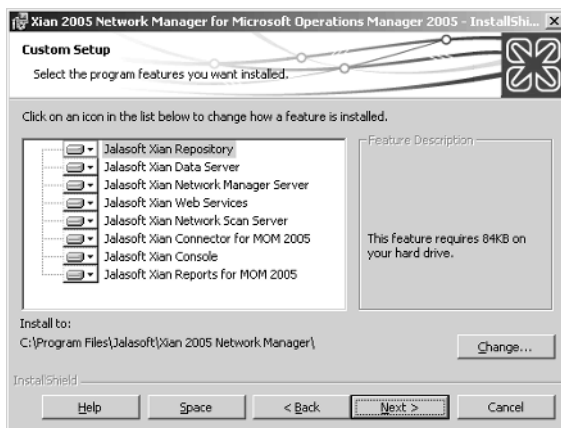 Xian 2005 Network Manager for Microsoft Operations Manager 2005 - InstallShi...
Custom Setup
Select the program features you want installed.
Click on an icon in the list below to change how a feature is installed.
Jalasoft Xian Repository
Jalasoft Xian Data Server
Jalasoft Xian Network Manager Server
Jalasoft Xian Web Services
Jalasoft Xian Network Scan Server
Jalasoft Xian Connector for MOM 2005
Jalasoft Xian Console
Jalasoft Xian Reports for MOM 2005
Feature Description
This feature requires 84KB on
your hard drive.
Install to:
C:\Program Files\Jalasoft\Xian 2005 Network Manager\
Change...
InstallShield
Help Space < Back Next > Cancel